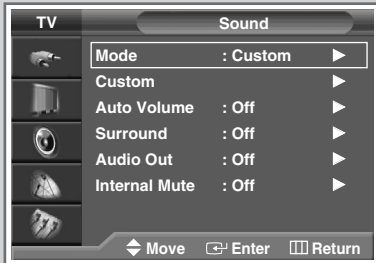 TV Sound
Mode : Custom
Custom
Auto Volume : Off
Surround : Off
Audio Out : Off
Internal Mute : Off
Move Enter Return